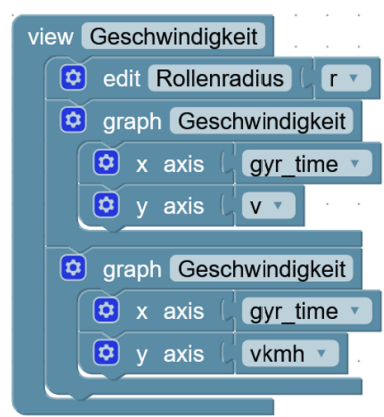 view Geschwindigkeit
edit Rollenradius r
graph Geschwindigkeit
x axis gyr_time
y axis v
graph Geschwindigkeit
x axis gyr_time
y axis vkmh